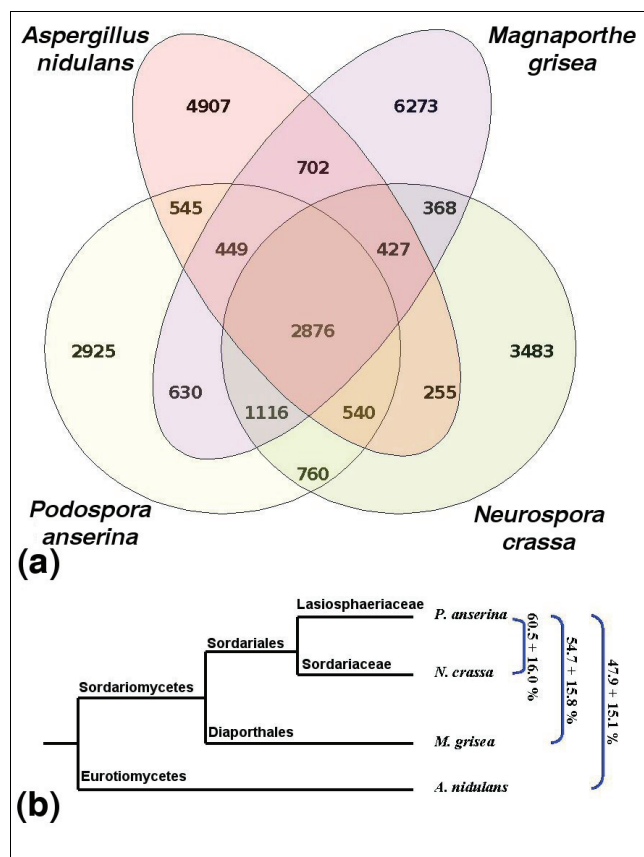 Aspergillus
nidulans
Magnaporthe
grisea
4907
6273
702
545
368
449
427
2876
2925
3483
630
255
1116
540
760
Podospora
anserina
Neurospora
crassa
(a)
Lasiosphaeriaceae
P. anserina
Sordariales
Sordariaceae
N. crassa
Sordariomycetes
Diaporthales
M. grisea
Eurotiomycetes
A. nidulans
60.5 + 16.0 %
54.7 + 15.8 %
47.9 + 15.1 %
(b)